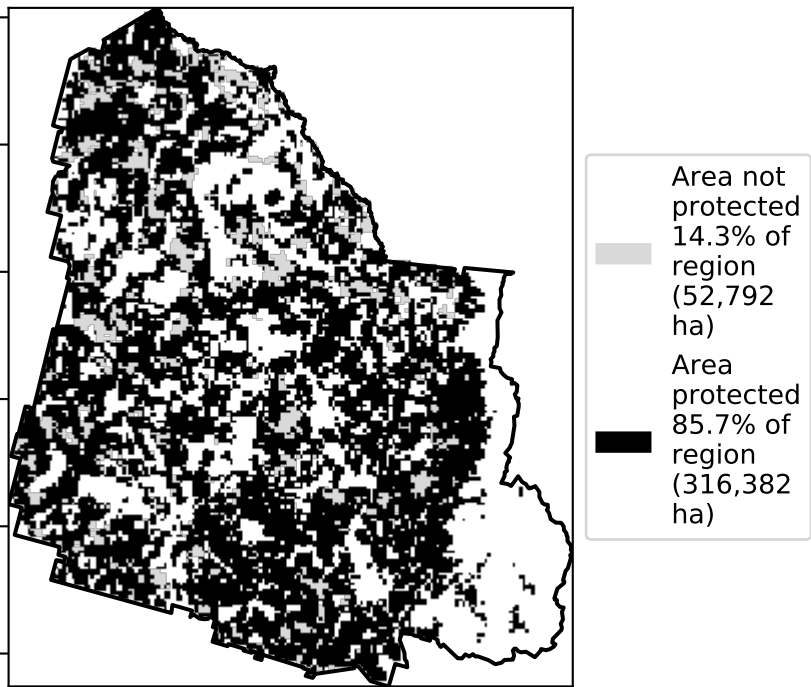 Area not
protected
14.3% of
region
(52,792
ha)
Area
protected
85.7% of
region
(316,382
ha)